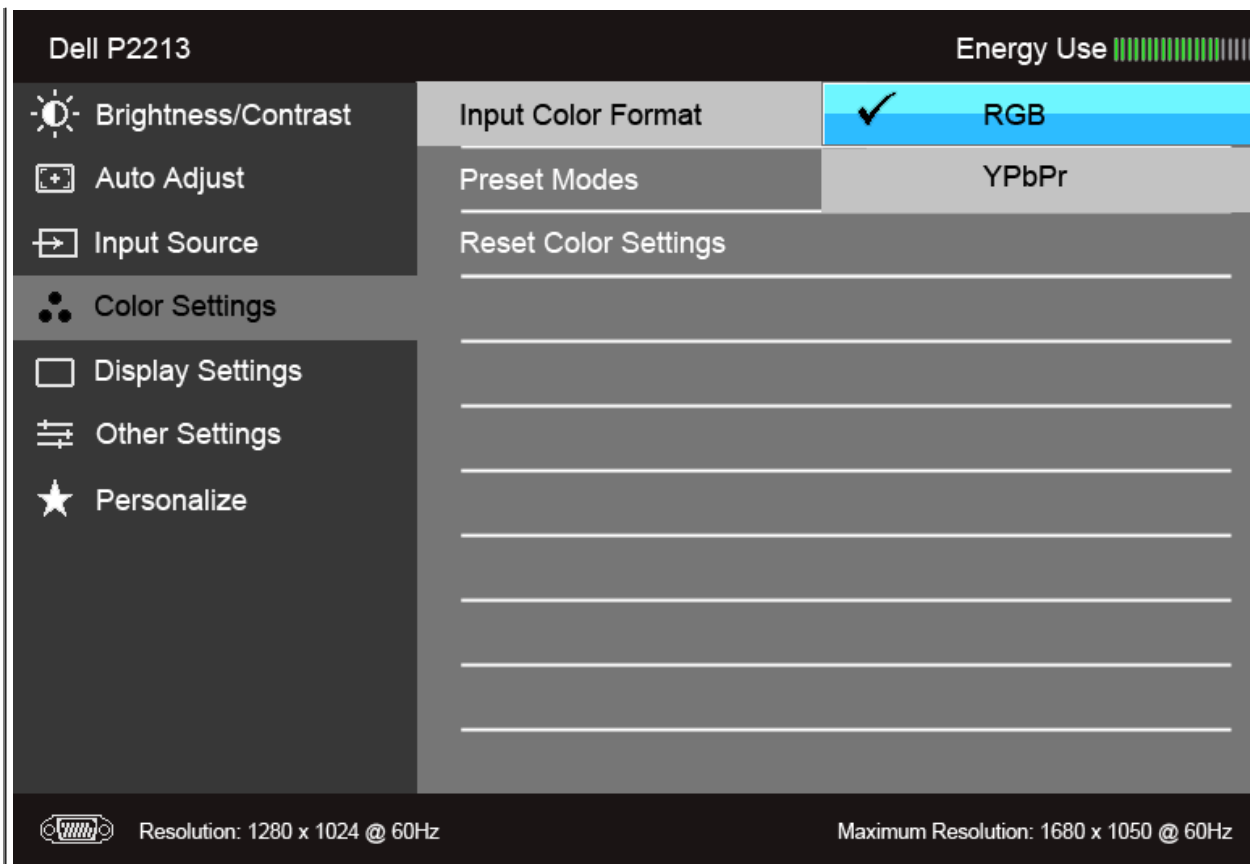 Dell P2213
Energy Use
Brightness/Contrast
Auto Adjust
Input Source
Color Settings
Display Settings
Other Settings
Personalize
Input Color Format
RGB
Preset Modes
YPbPr
Reset Color Settings
Resolution: 1280 x 1024 @ 60Hz
Maximum Resolution: 1680 x 1050 @ 60Hz